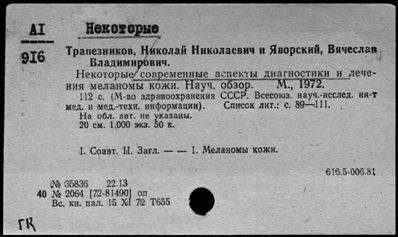 АI Некоторые
916
Трапезников, Николай Николаевич и Яворский, Вячеслав
Владимирович.
Некоторые современные аспекты диагностики и лече-
ния меланомы кожи. Науч. обзор. М., 1972.
112 с. (М-во здравоохранения СССР. Всесоюз. науч.-исслед. ин-т
мед. и мед.-техн. информации). Список лит.: с. 89—111.
На обл. авт. не указаны.
20 см. 1.000 экз. 50 к.
I. Соавт. II. Загл. — — 1. Меланомы кожи.
616.5-006.81
№ 35836 22.13
40 № 2064 [72-81490] оп
Вс. кн. пал. 15 XI 72 Т655
ГК